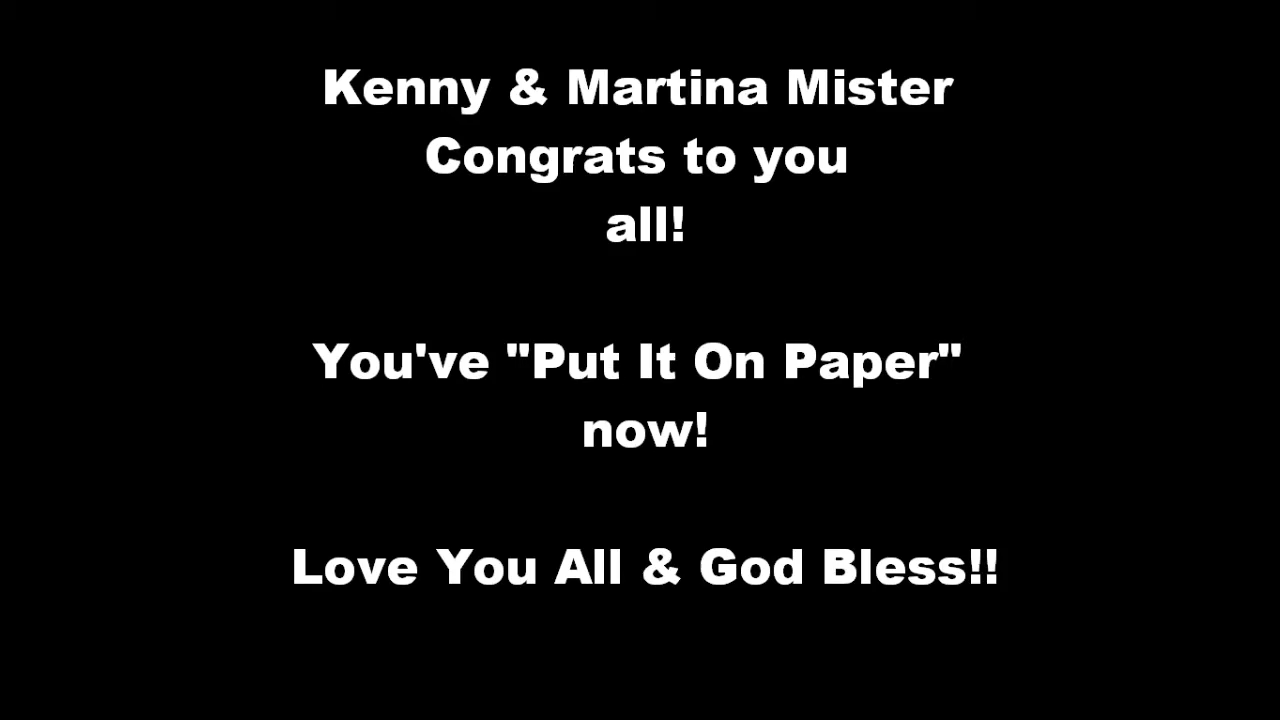 Kenny & Martina Mister
Congrats to you
all!
You've "Put It On Paper"
now!
Love You All & God Bless!!